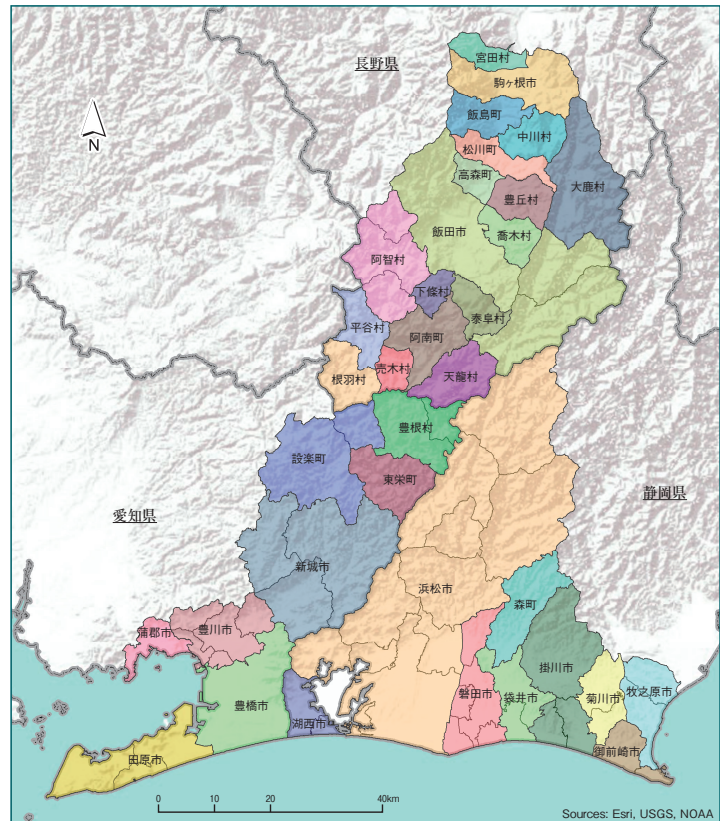 長野県
宮田村
駒ヶ根市
飯島町
中川村
松川町
大鹿村
高森町
豊丘村
飯田市
喬木村
阿智村
下條村
泰阜村
平谷村
阿南町
売木村
天龍村
根羽村
豊根村
設楽町
東栄町
静岡県
愛知県
新城市
浜松市
森町
蒲郡市
豊川市
掛川市
豊橋市
磐田市
袋井市
菊川市
牧之原市
湖西市
御前崎市
田原市
N
0 10 20 40km
Sources: Esri, USGS, NOAA